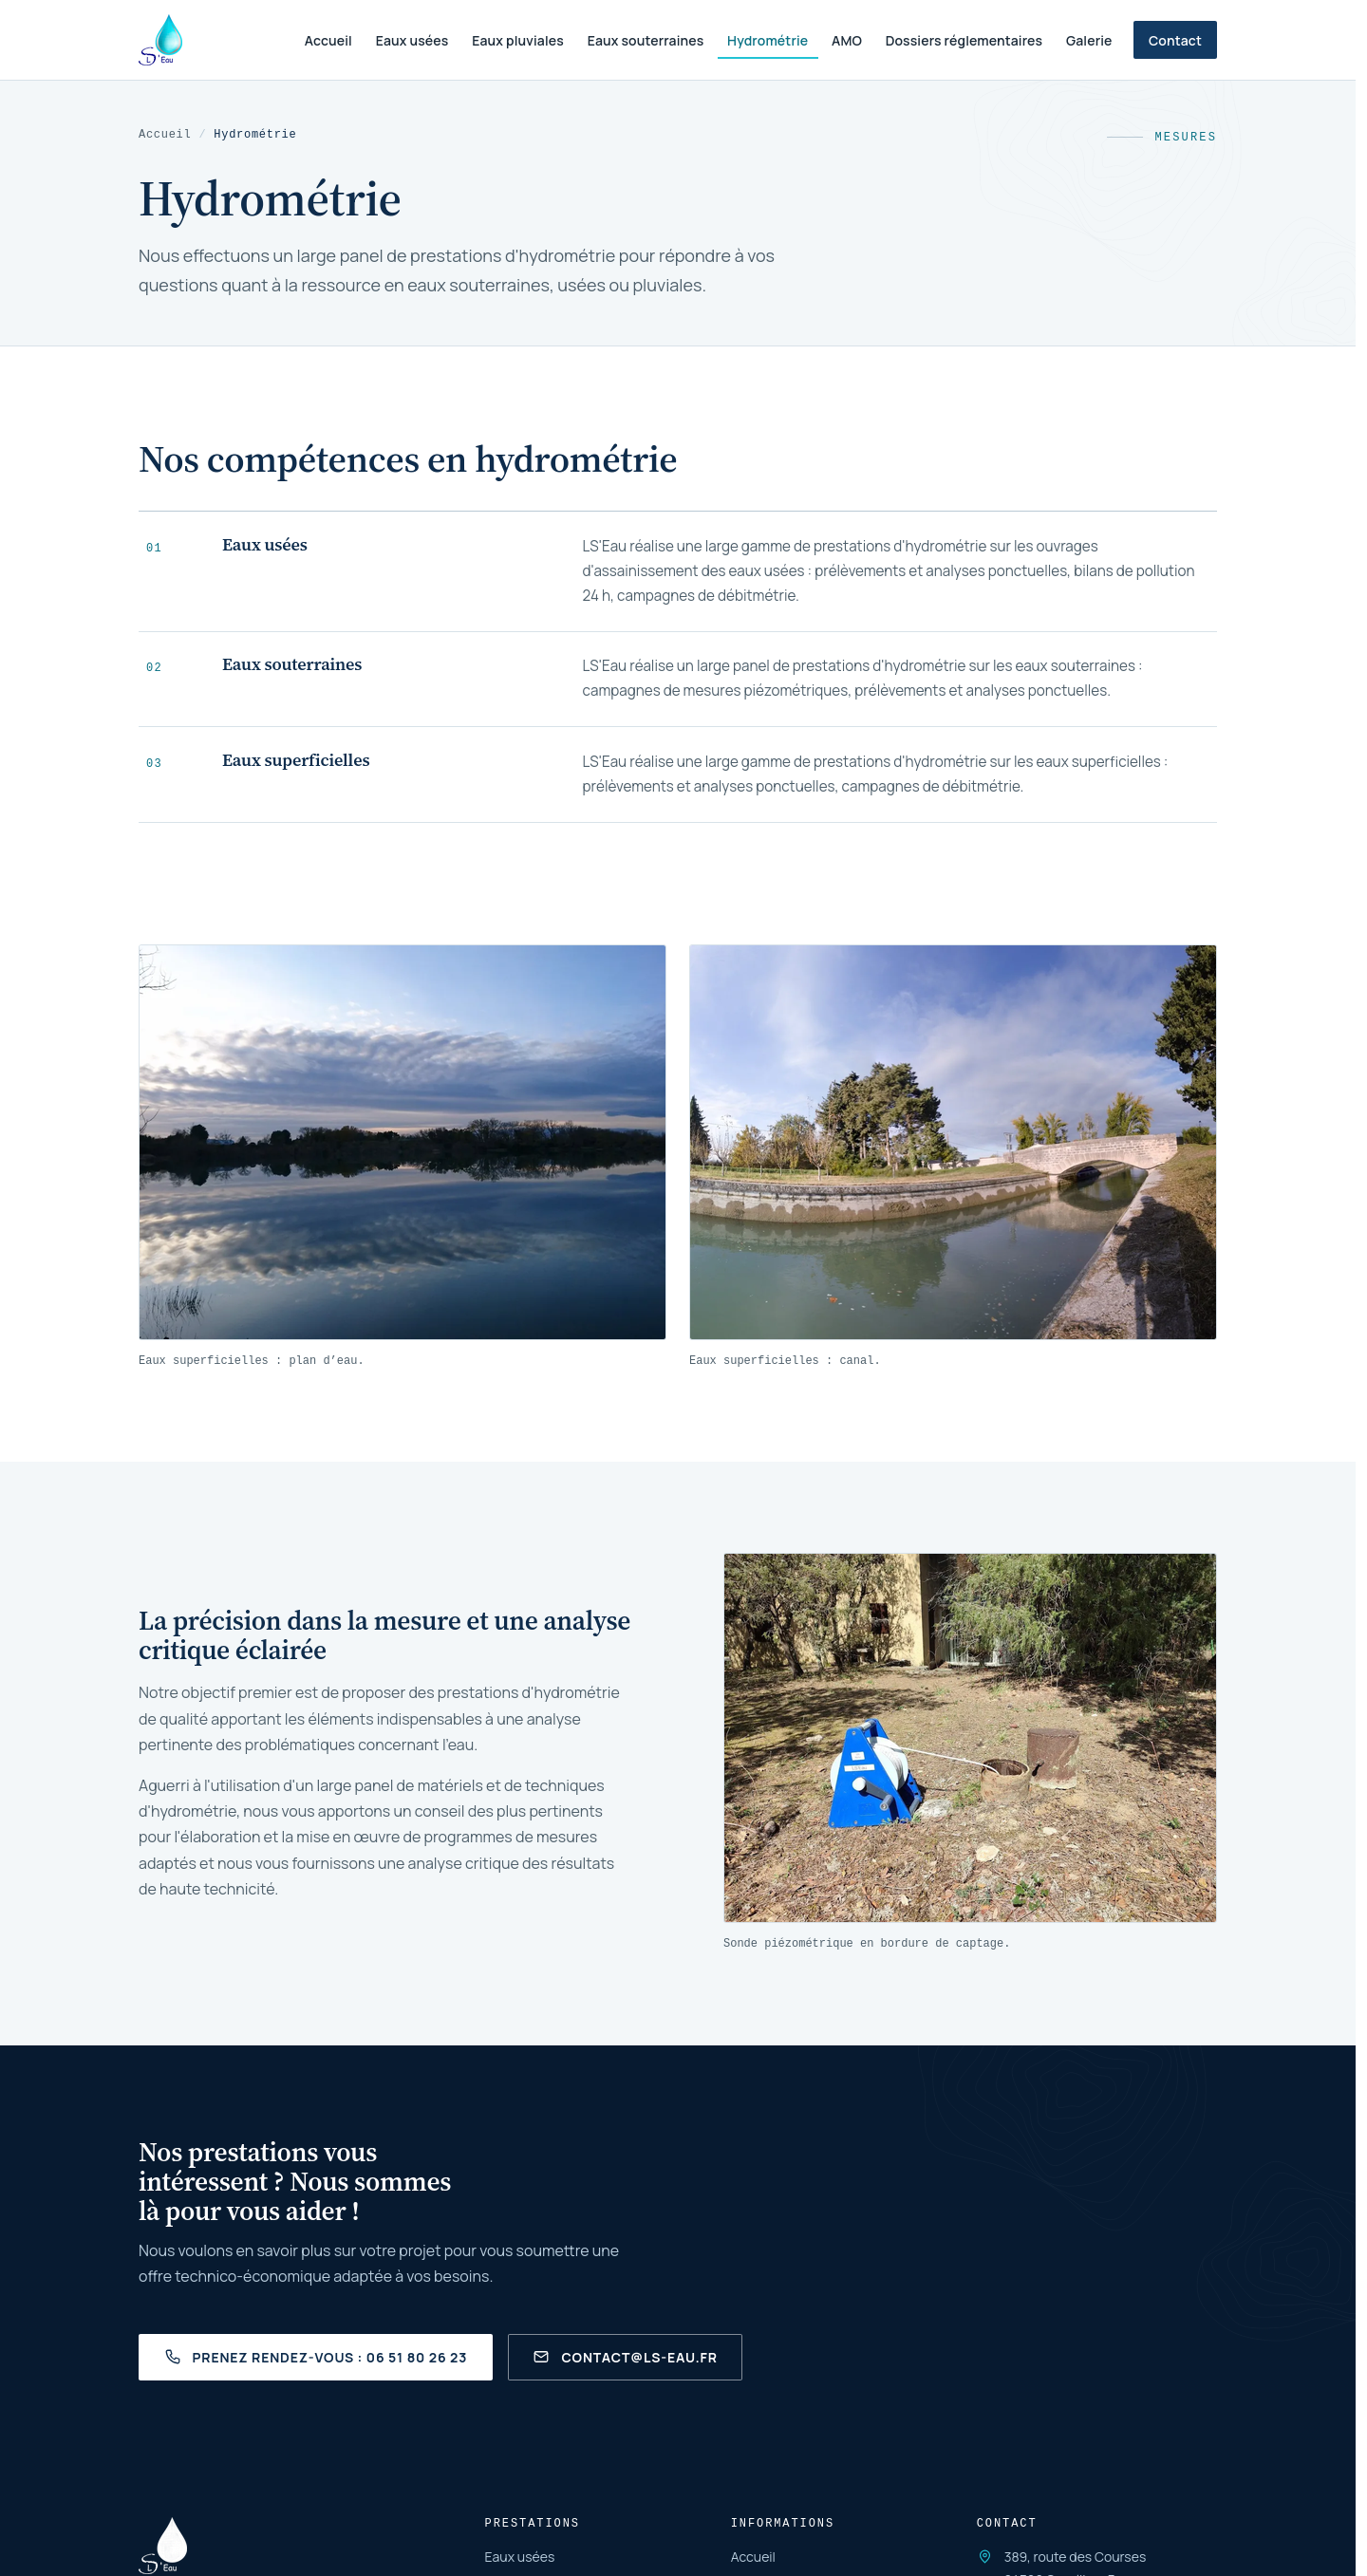 LS'Eau
Accueil
Eaux usées
Eaux pluviales
Eaux souterraines
Hydrométrie
AMO
Dossiers réglementaires
Galerie
Contact
Accueil / Hydrométrie
MESURES
Hydrométrie
Nous effectuons un large panel de prestations d'hydrométrie pour répondre à vos
questions quant à la ressource en eaux souterraines, usées ou pluviales.
Nos compétences en hydrométrie
01
Eaux usées
LS'Eau réalise une large gamme de prestations d'hydrométrie sur les ouvrages
d'assainissement des eaux usées : prélèvements et analyses ponctuelles, bilans de pollution
24 h, campagnes de débitmétrie.
02
Eaux souterraines
LS'Eau réalise un large panel de prestations d'hydrométrie sur les eaux souterraines :
campagnes de mesures piézométriques, prélèvements et analyses ponctuelles.
03
Eaux superficielles
LS'Eau réalise une large gamme de prestations d'hydrométrie sur les eaux superficielles :
prélèvements et analyses ponctuelles, campagnes de débitmétrie.
Eaux superficielles : plan d’eau.
Eaux superficielles : canal.
La précision dans la mesure et une analyse
critique éclairée
Notre objectif premier est de proposer des prestations d'hydrométrie
de qualité apportant les éléments indispensables à une analyse
pertinente des problématiques concernant l'eau.
Aguerri à l'utilisation d'un large panel de matériels et de techniques
d'hydrométrie, nous vous apportons un conseil des plus pertinents
pour l'élaboration et la mise en œuvre de programmes de mesures
adaptés et nous vous fournissons une analyse critique des résultats
de haute technicité.
Sonde piézométrique en bordure de captage.
Nos prestations vous
intéressent ? Nous sommes
là pour vous aider !
Nous voulons en savoir plus sur votre projet pour vous soumettre une
offre technico-économique adaptée à vos besoins.
PRENEZ RENDEZ-VOUS : 06 51 80 26 23
CONTACT@LS-EAU.FR
LS'Eau
PRESTATIONS
Eaux usées
INFORMATIONS
Accueil
CONTACT
389, route des Courses